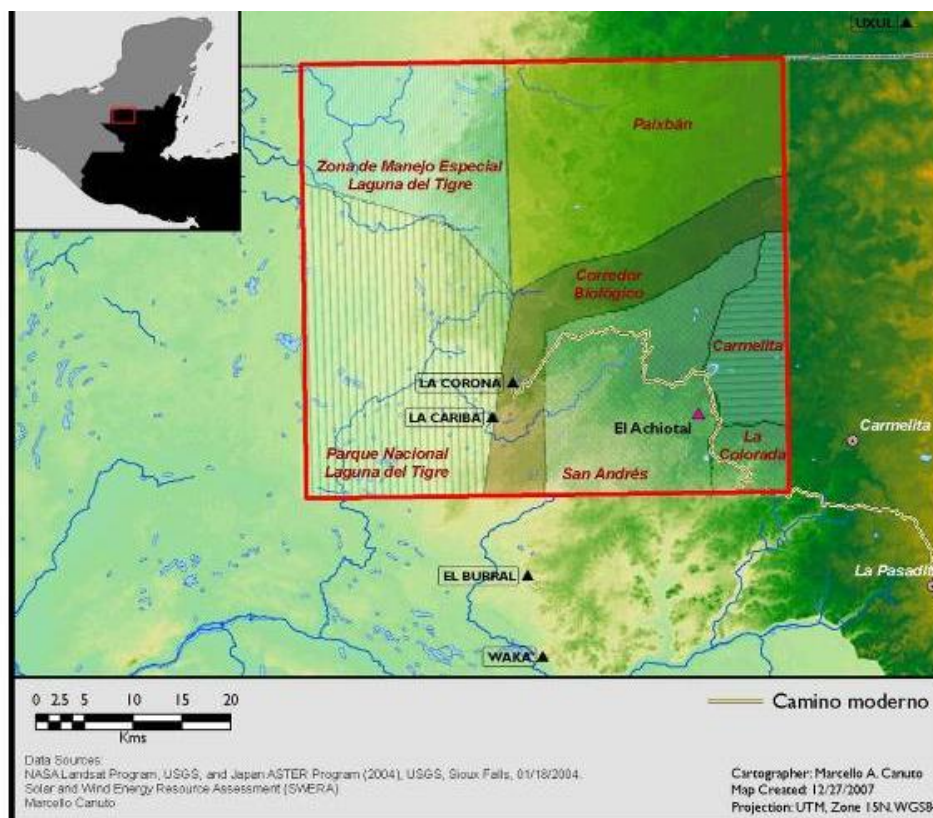 UXUL
Paixbán
Zona de Manejo Especial
Laguna del Tigre
Corredor
Biológico
Carmelita
LA CORONA
LA CARIBA
El Achiotal
Carmelita
La
Colorada
Parque Nacional
Laguna del Tigre
San Andrés
EL BURRAL
La Pasadit
WAKA'
0 2.5 5 10 15 20
Kms
Camino moderno
Data Sources:
NASA Landsat Program, USGS, and Japan ASTER Program (2004), USGS, Sioux Falls, 01/18/2004.
Solar and Wind Energy Resource Assessment (SWERA)
Marcello Canuto
Cartographer: Marcello A. Canuto
Map Created: 12/27/2007
Projection: UTM, Zone 15N. WGS84